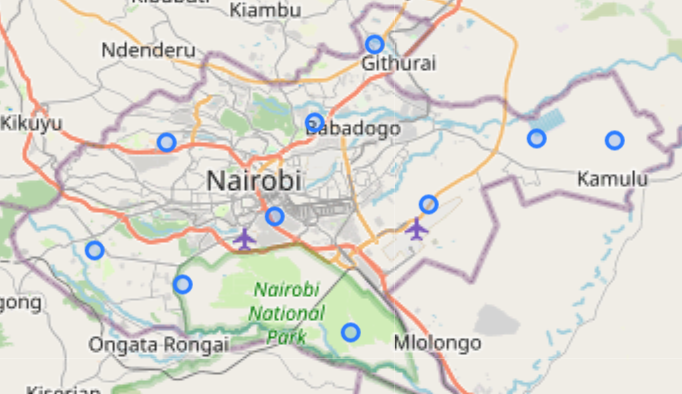 Kiambu
Ndenderu
Githurai
Kikuyu
Babadogo
Nairobi
Kamulu
Nairobi
National
Park
Ongata Rongai
Mlolongo